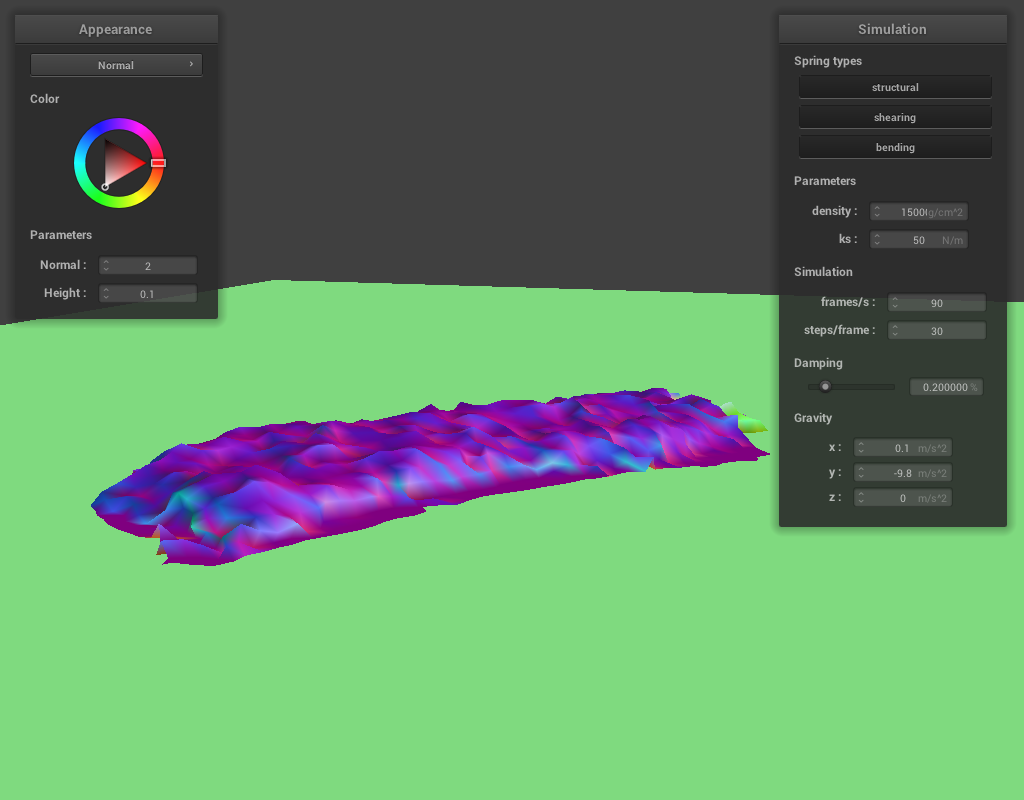 Appearance
Normal ›
Color
Parameters
Normal : 2
Height : 0.1
Simulation
Spring types
structural
shearing
bending
Parameters
density : 1500 g/cm^2
ks : 50 N/m
Simulation
frames/s : 90
steps/frame : 30
Damping
0.200000 %
Gravity
x : 0.1 m/s^2
y : -9.8 m/s^2
z : 0 m/s^2